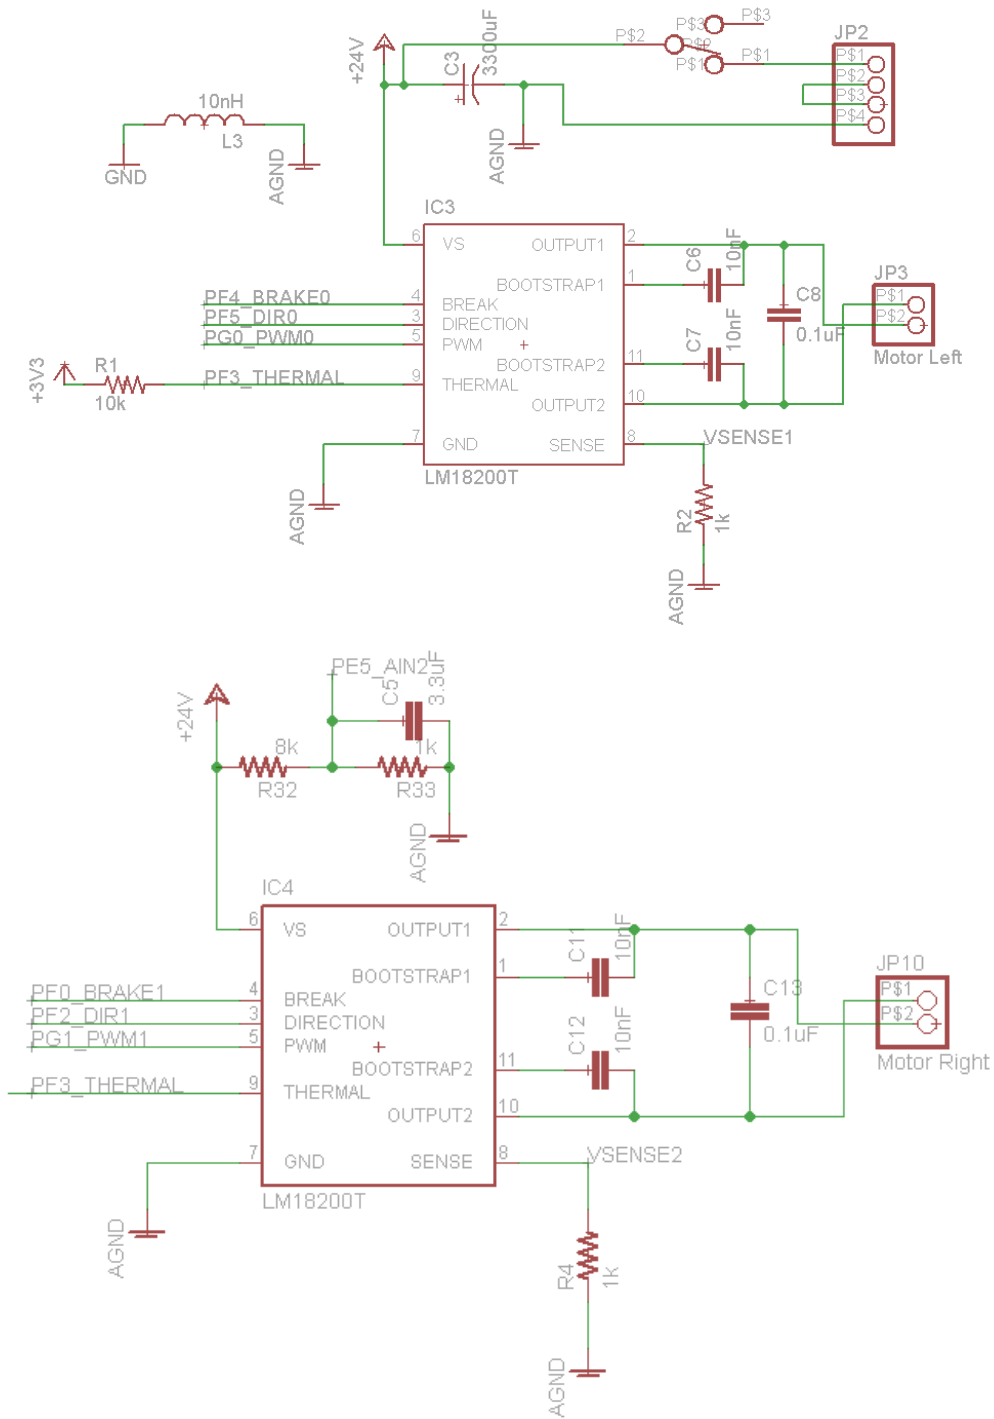 P$3
P$3
P$2
P$2
P$1
P$1
JP2
P$1
P$2
P$3
P$4
+24V
C3
3300uF
AGND
10nH
L3
GND
AGND
IC3
6
VS
OUTPUT1
2
BOOTSTRAP1
1
PF4_BRAKE0
4
BREAK
PF5_DIR0
3
DIRECTION
PG0_PWM0
5
PWM
BOOTSTRAP2
11
+3V3
R1
10k
PF3_THERMAL
9
THERMAL
OUTPUT2
10
7
GND
SENSE
8
VSENSE1
LM18200T
AGND
C6
10nF
C7
10nF
C8
0.1uF
JP3
P$1
P$2
Motor Left
R2
1k
AGND
PE5_AIN2
C5
3.3uF
+24V
8k
R32
1k
R33
AGND
IC4
6
VS
OUTPUT1
2
BOOTSTRAP1
1
PF0_BRAKE1
4
BREAK
PF2_DIR1
3
DIRECTION
PG1_PWM1
5
PWM
BOOTSTRAP2
11
PF3_THERMAL
9
THERMAL
OUTPUT2
10
7
GND
SENSE
8
VSENSE2
LM18200T
AGND
C11
10nF
C12
10nF
C13
0.1uF
JP10
P$1
P$2
Motor Right
R4
1k
AGND